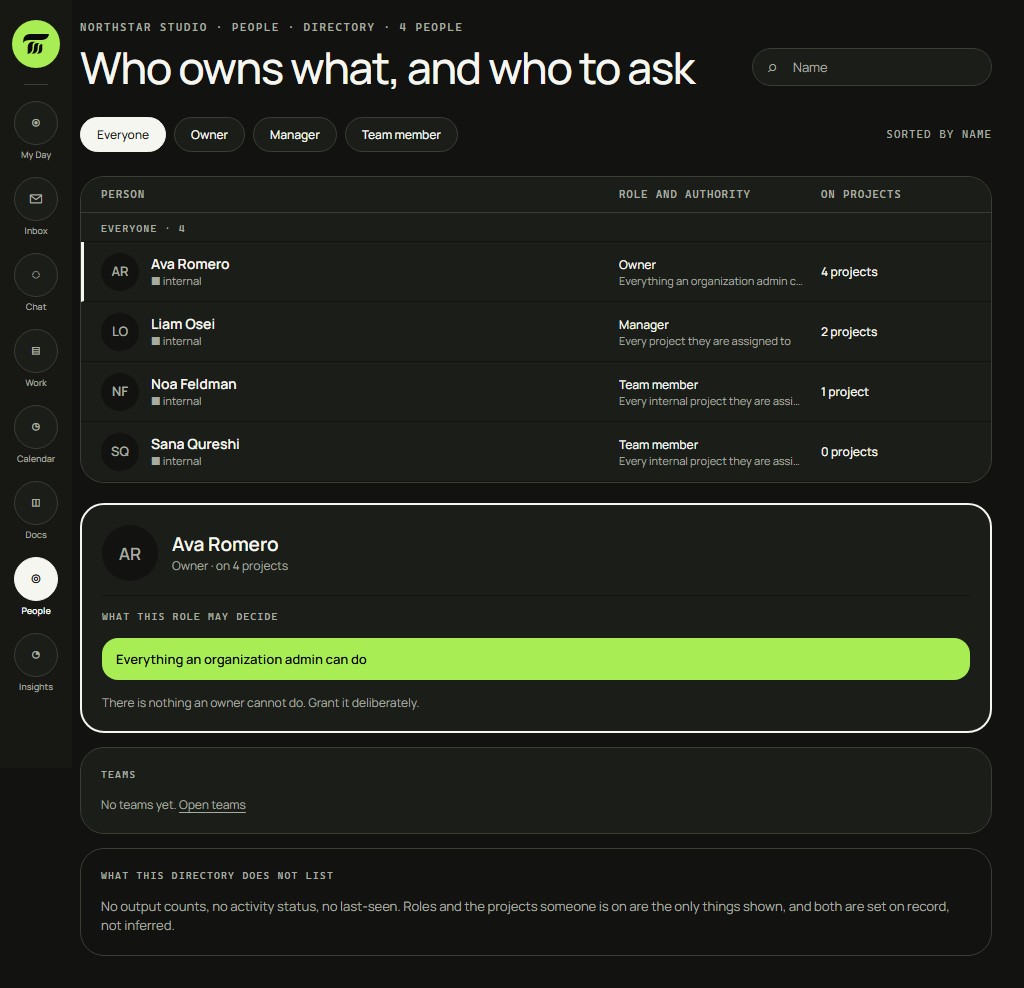 NORTHSTAR STUDIO · PEOPLE · DIRECTORY · 4 PEOPLE
Who owns what, and who to ask
Name
Everyone
Owner
Manager
Team member
SORTED BY NAME
My Day
Inbox
Chat
Work
Calendar
Docs
People
Insights
PERSON
ROLE AND AUTHORITY
ON PROJECTS
EVERYONE · 4
AR
Ava Romero
internal
Owner
Everything an organization admin c…
4 projects
LO
Liam Osei
internal
Manager
Every project they are assigned to
2 projects
NF
Noa Feldman
internal
Team member
Every internal project they are assi…
1 project
SQ
Sana Qureshi
internal
Team member
Every internal project they are assi…
0 projects
AR
Ava Romero
Owner · on 4 projects
WHAT THIS ROLE MAY DECIDE
Everything an organization admin can do
There is nothing an owner cannot do. Grant it deliberately.
TEAMS
No teams yet. Open teams
WHAT THIS DIRECTORY DOES NOT LIST
No output counts, no activity status, no last-seen. Roles and the projects someone is on are the only things shown, and both are set on record,
not inferred.